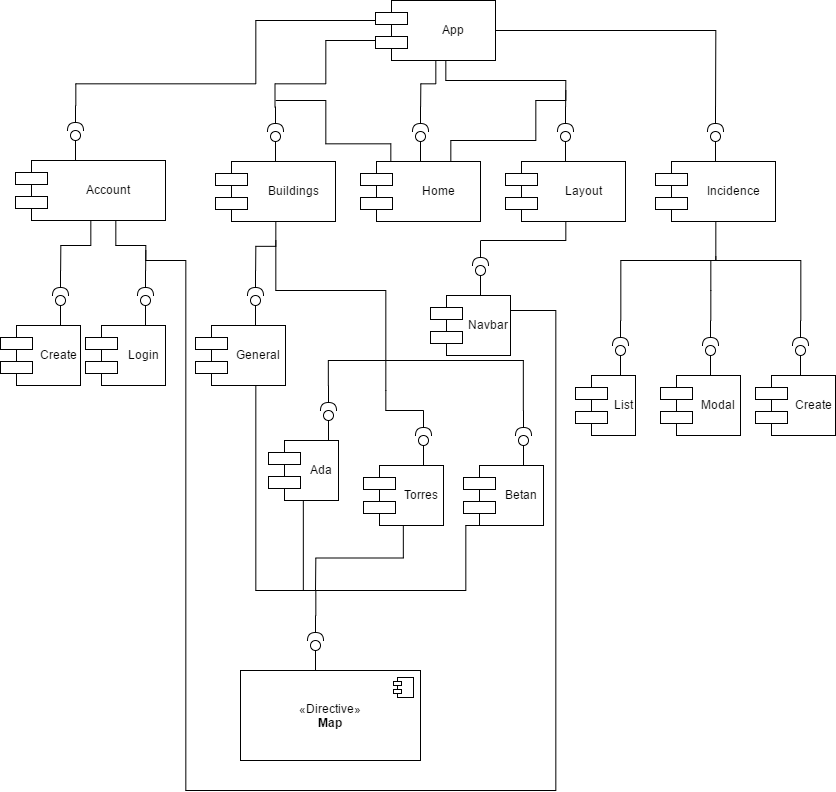 App
Account
Buildings
Home
Layout
Incidence
Create
Login
General
Navbar
List
Modal
Create
Ada
Torres
Betan
«Directive»
Map